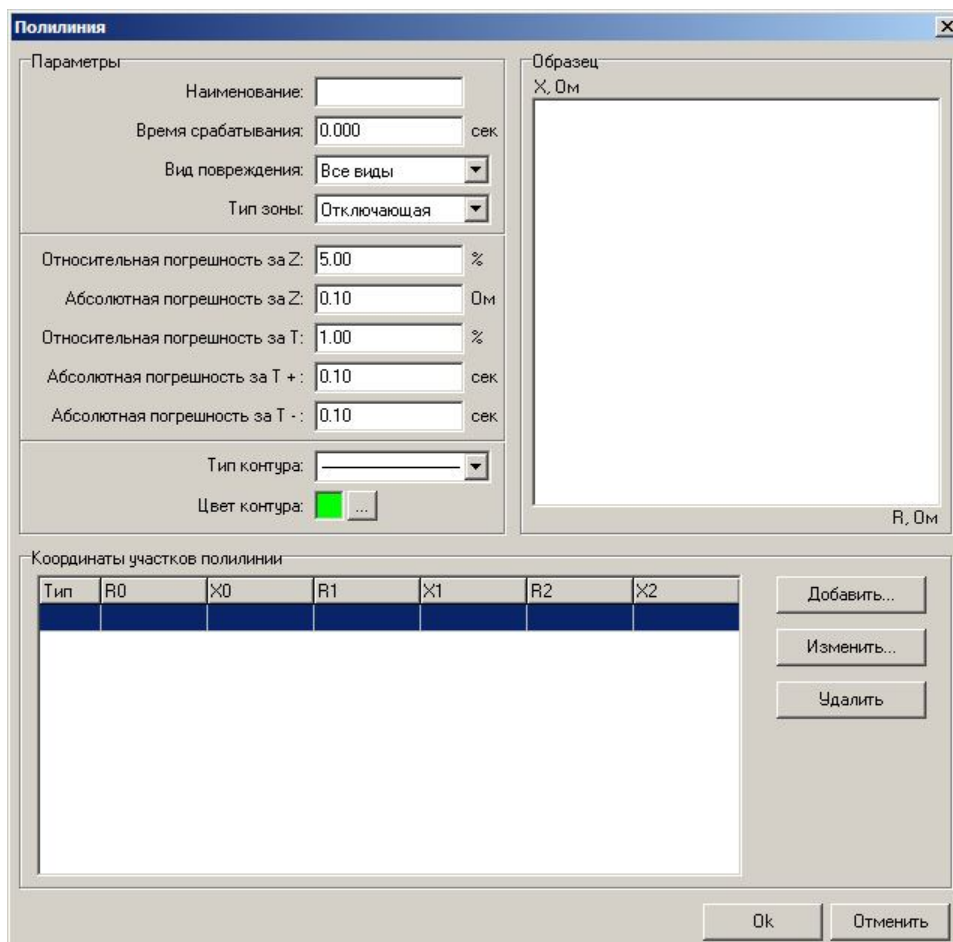 Полилиния
Параметры
Наименование:
Время срабатывания: 0.000 сек
Вид повреждения: Все виды
Тип зоны: Отключающая
Относительная погрешность за Z: 5.00 %
Абсолютная погрешность за Z: 0.10 Ом
Относительная погрешность за T: 1.00 %
Абсолютная погрешность за T + : 0.10 сек
Абсолютная погрешность за T - : 0.10 сек
Тип контура:
Цвет контура: ...
Образец
X, Ом
R, Ом
Координаты участков полилинии
Тип R0 X0 R1 X1 R2 X2
Добавить...
Изменить...
Удалить
Ok Отменить